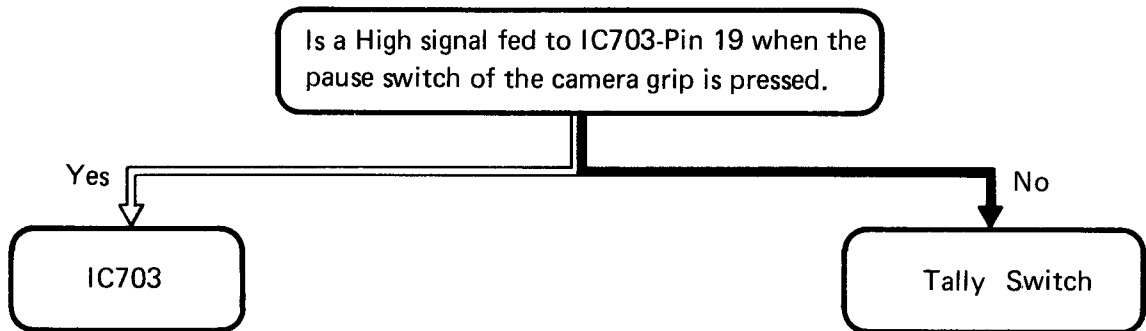 Is a High signal fed to IC703-Pin 19 when the
pause switch of the camera grip is pressed.
Yes
No
IC703
Tally Switch